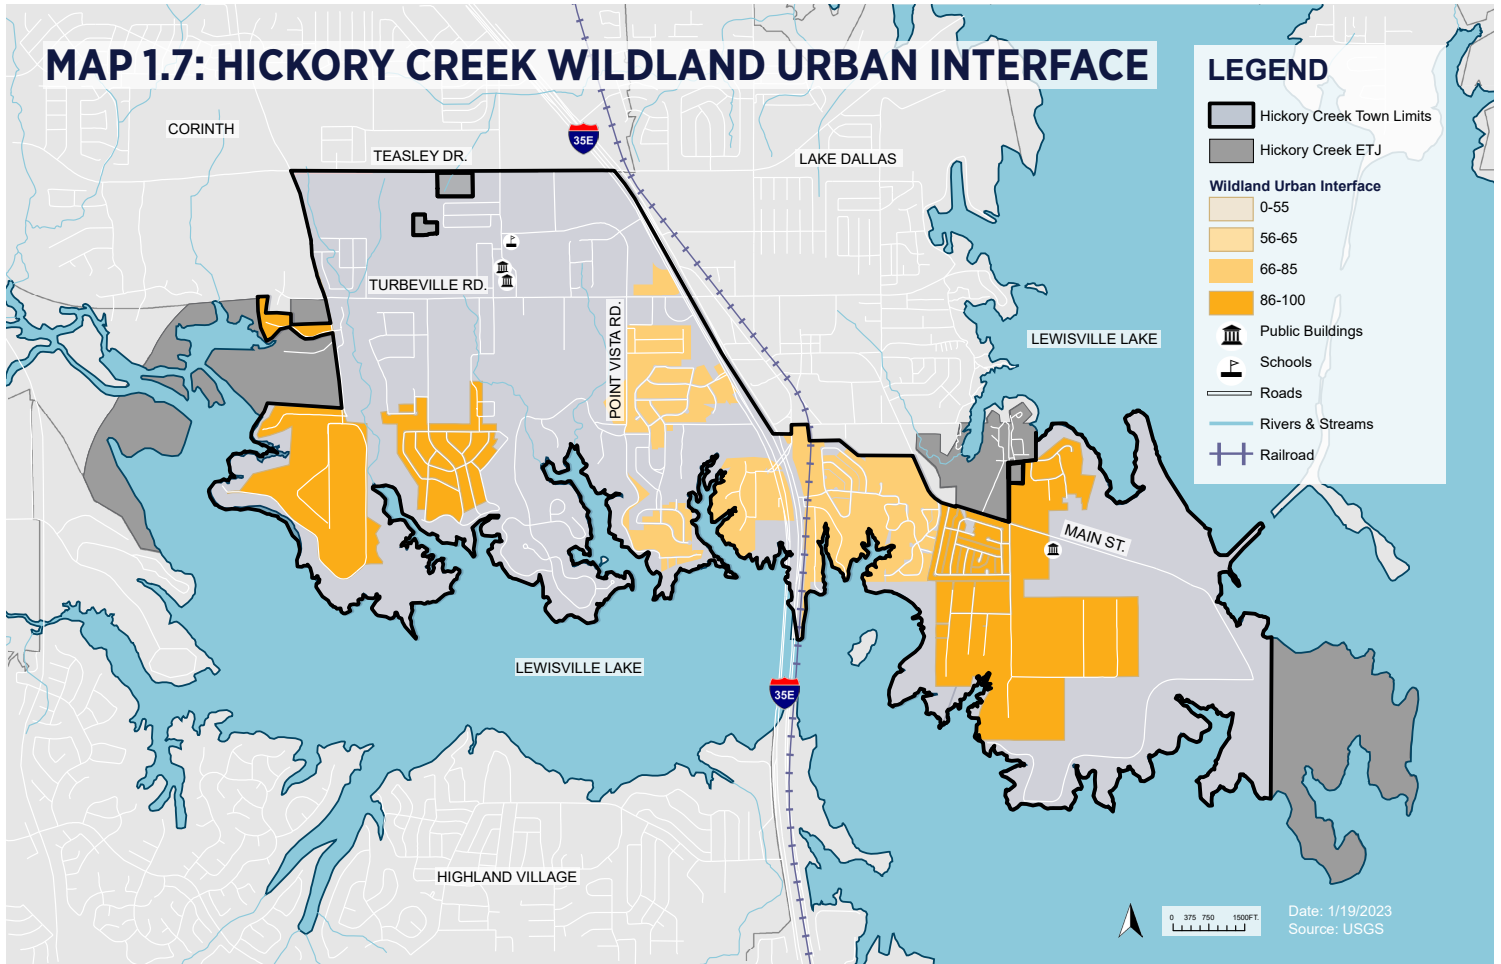 MAP 1.7: HICKORY CREEK WILDLAND URBAN INTERFACE
LEGEND
Hickory Creek Town Limits
Hickory Creek ETJ
Wildland Urban Interface
0-55
56-65
66-85
86-100
Public Buildings
Schools
Roads
Rivers & Streams
Railroad
CORINTH
TEASLEY DR.
35E
LAKE DALLAS
TURBEVILLE RD.
POINT VISTA RD.
LEWISVILLE LAKE
MAIN ST.
LEWISVILLE LAKE
35E
HIGHLAND VILLAGE
0 375 750 1500FT.
Date: 1/19/2023
Source: USGS